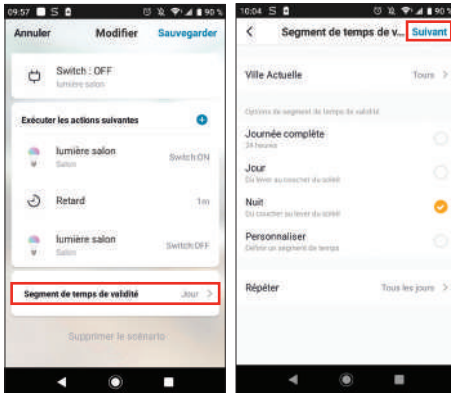 09:57
90 %
Annuler
Modifier
Sauvegarder
Switch : OFF
lumière salon
Exécuter les actions suivantes
lumière salon
Salon
Switch:ON
Retard
1m
lumière salon
Salon
Switch:OFF
Segment de temps de validité
Jour
Supprimer le scénario
10:04
90 %
Segment de temps de v...
Suivant
Ville Actuelle
Tours
Options de segment de temps de validité
Journée complète
24 heures
Jour
Du lever au coucher du soleil
Nuit
Du coucher au lever du soleil
Personnaliser
Définir un segment de temps
Répéter
Tous les jours